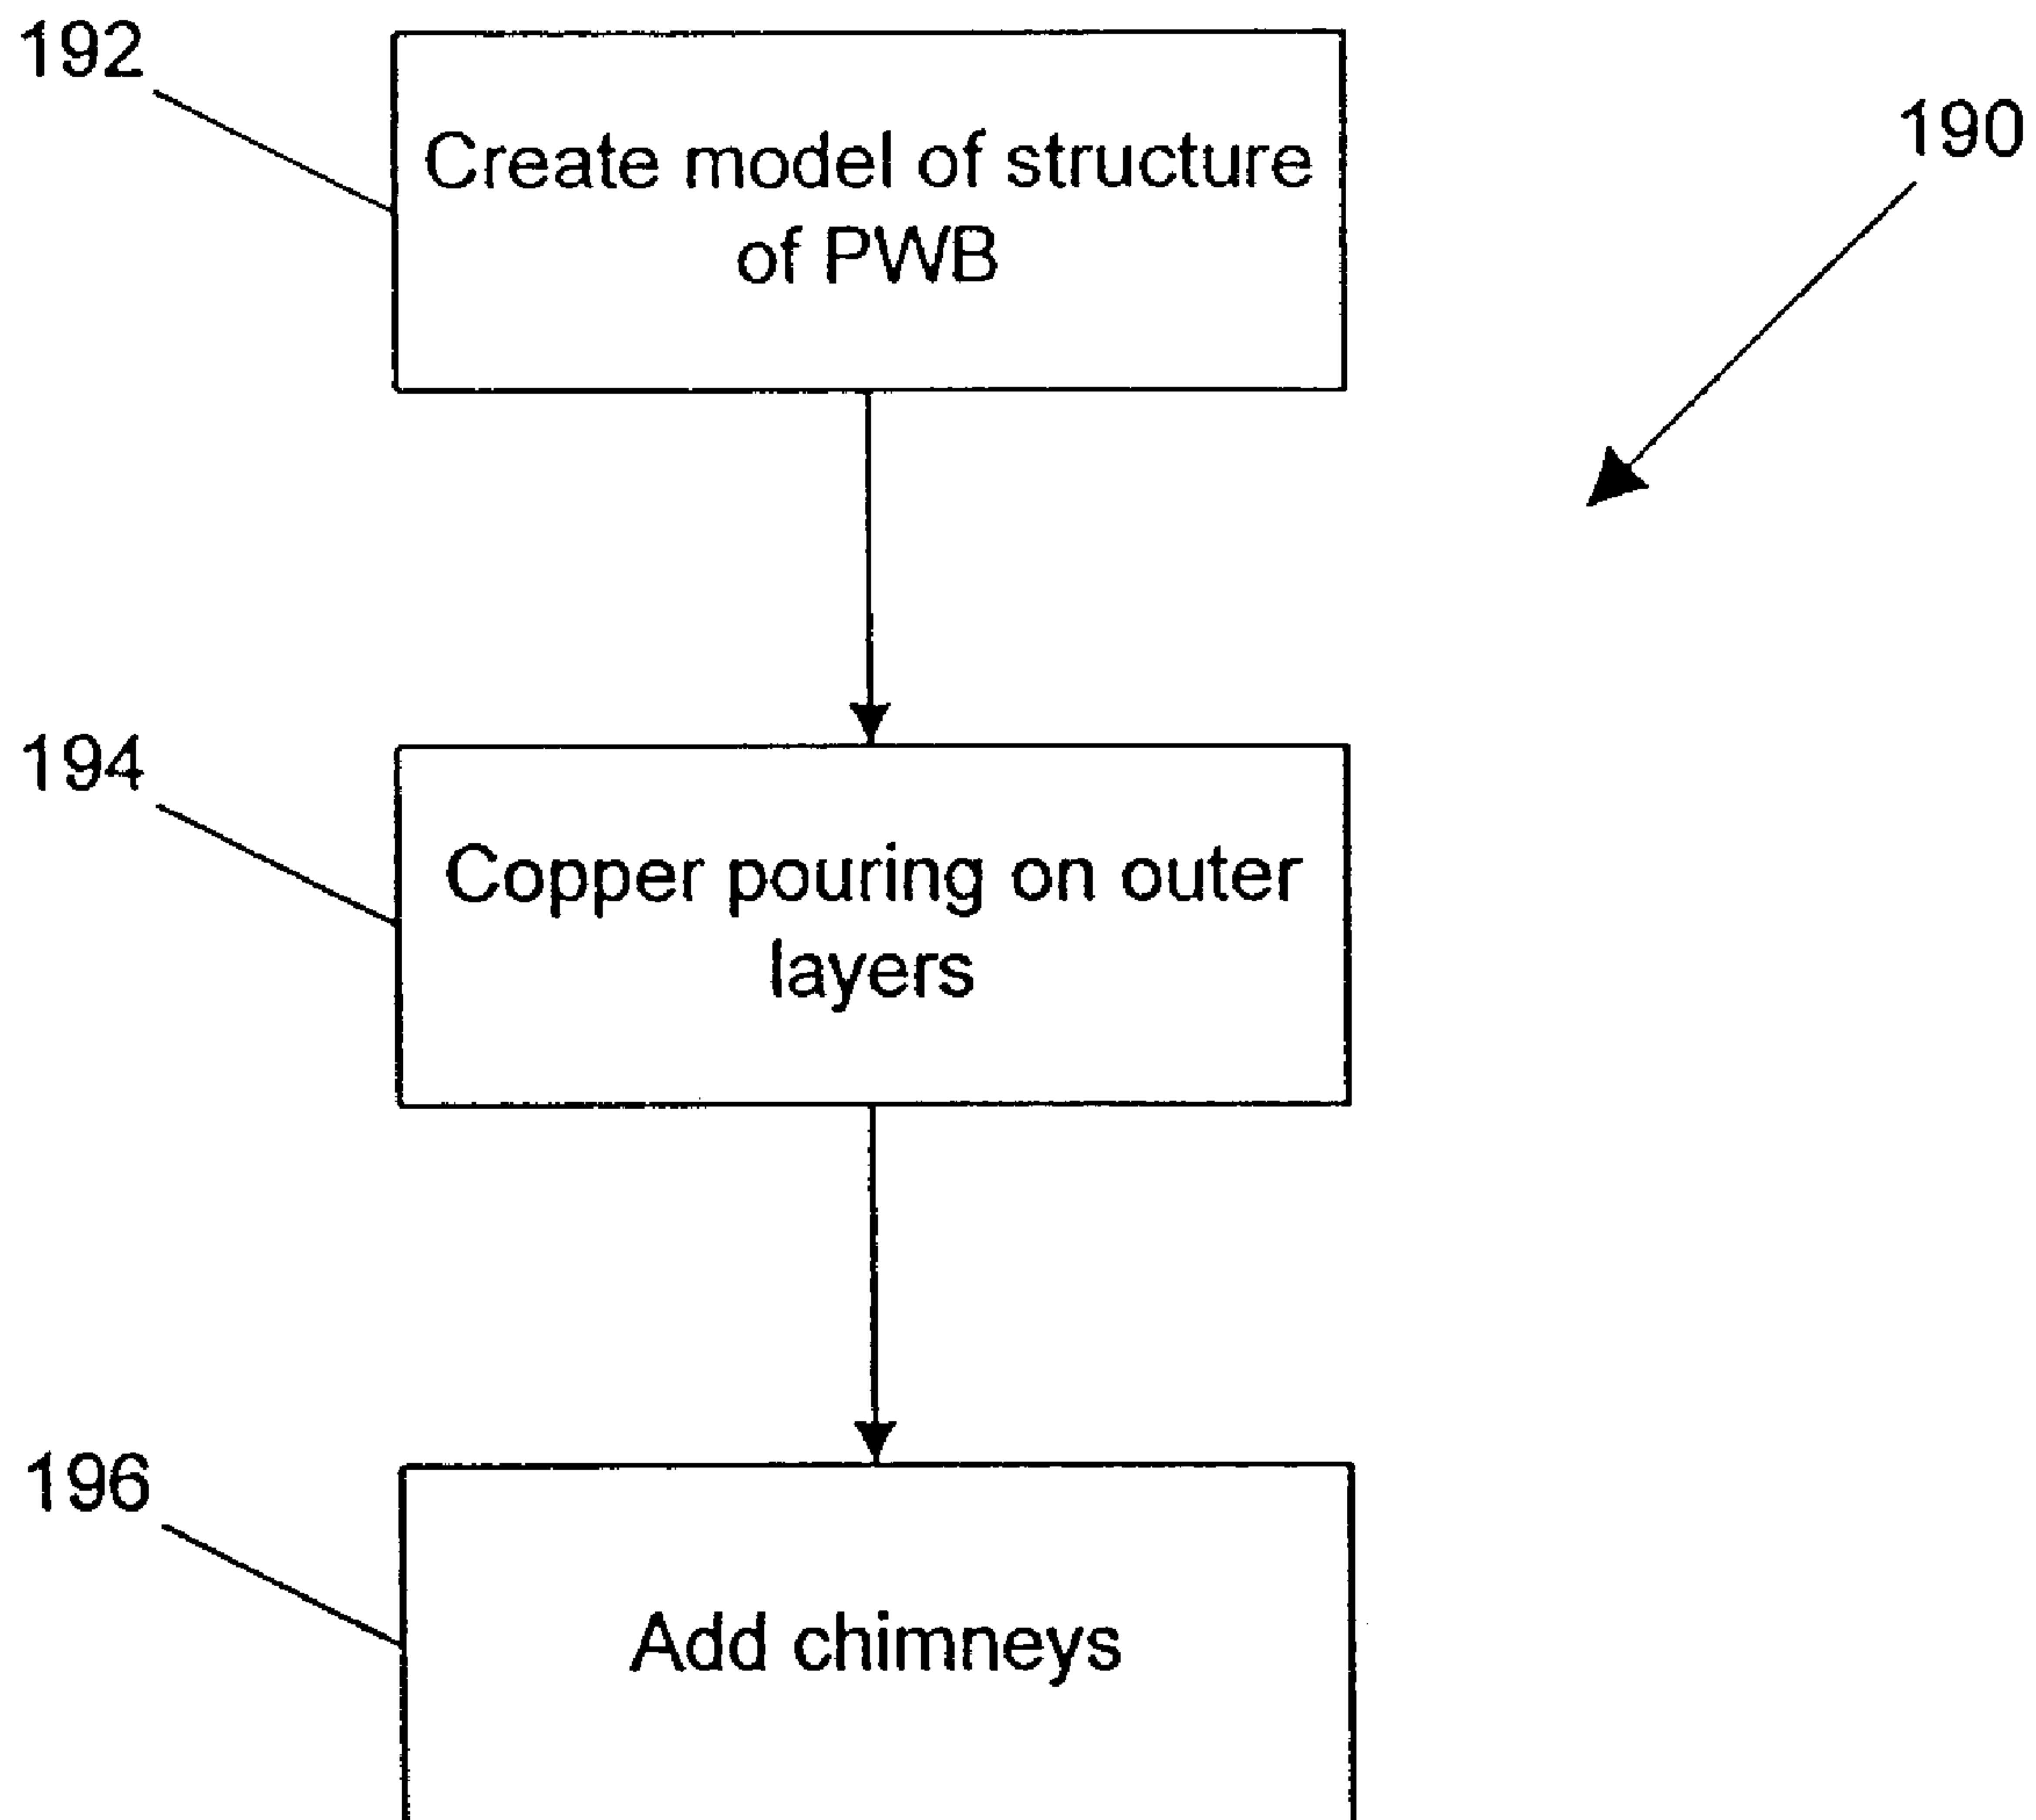 192
Create model of structure
of PWB
190
194
Copper pouring on outer
layers
196
Add chimneys